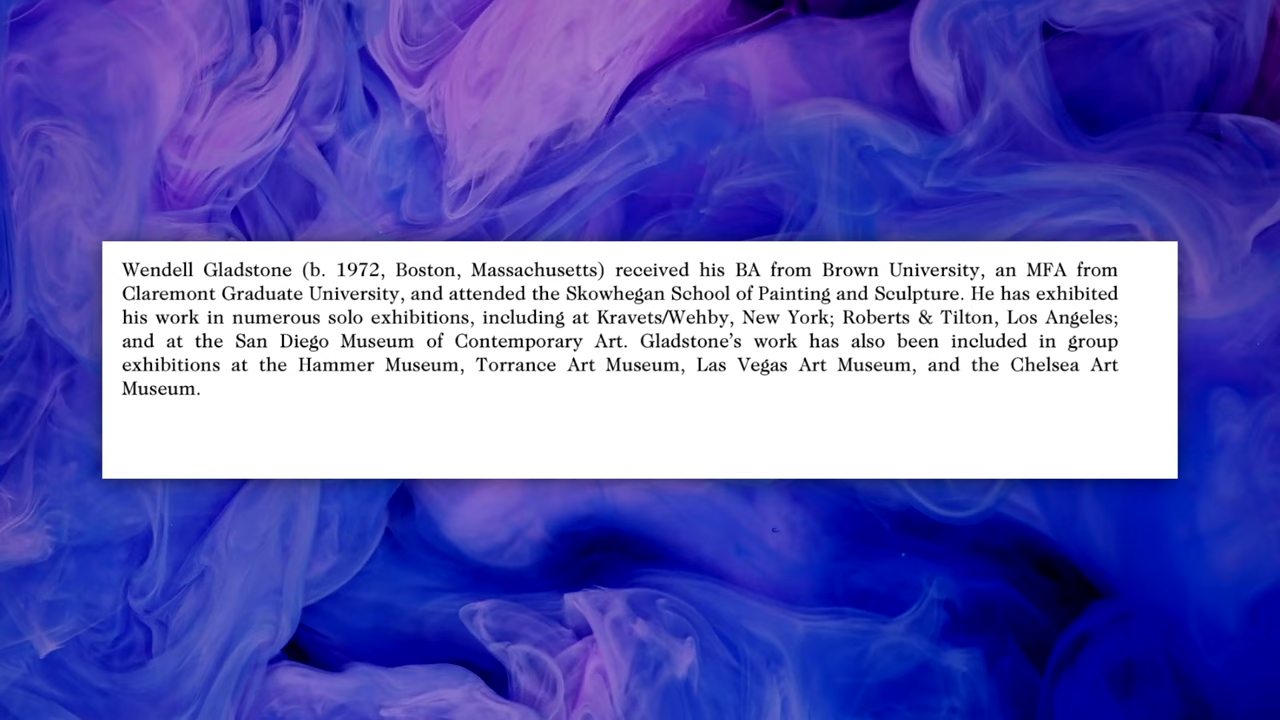 Wendell Gladstone (b. 1972, Boston, Massachusetts) received his BA from Brown University, an MFA from
Claremont Graduate University, and attended the Skowhegan School of Painting and Sculpture. He has exhibited
his work in numerous solo exhibitions, including at Kravets/Wehby, New York; Roberts & Tilton, Los Angeles;
and at the San Diego Museum of Contemporary Art. Gladstone’s work has also been included in group
exhibitions at the Hammer Museum, Torrance Art Museum, Las Vegas Art Museum, and the Chelsea Art
Museum.